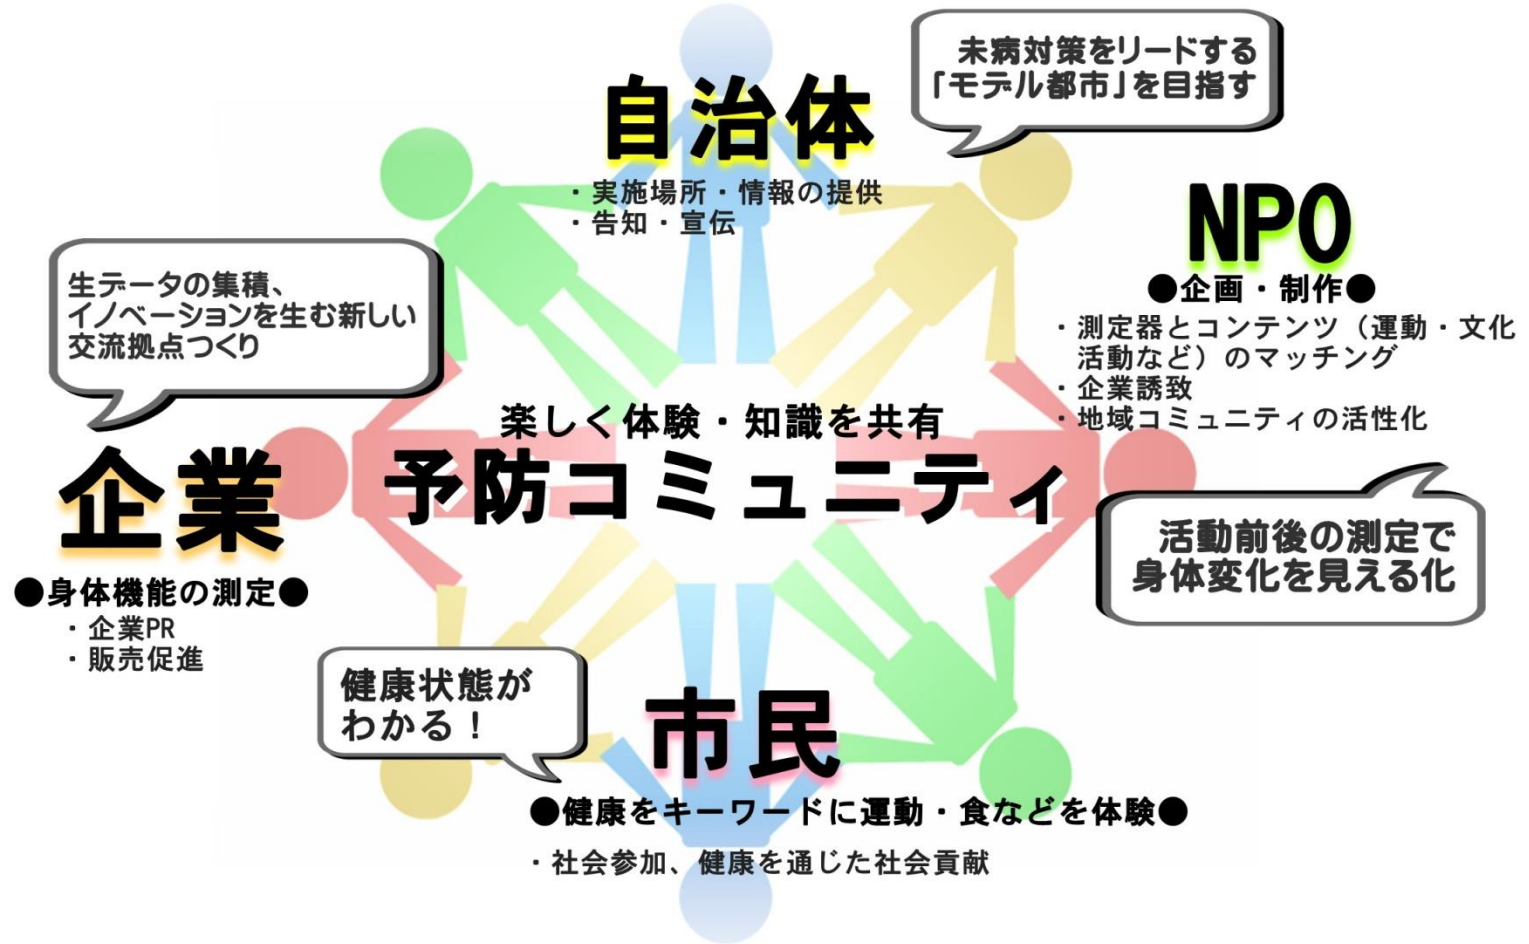 未病対策をリードする
「モデル都市」を目指す
自治体
・実施場所・情報の提供
・告知・宣伝
NPO
●企画・制作●
・測定器とコンテンツ（運動・文化
活動など）のマッチング
・企業誘致
・地域コミュニティの活性化
生データの集積、
イノベーションを生む新しい
交流拠点つくり
楽しく体験・知識を共有
予防コミュニティ
企業
●身体機能の測定●
・企業PR
・販売促進
活動前後の測定で
身体変化を見える化
健康状態が
わかる！
市民
●健康をキーワードに運動・食などを体験●
・社会参加、健康を通じた社会貢献